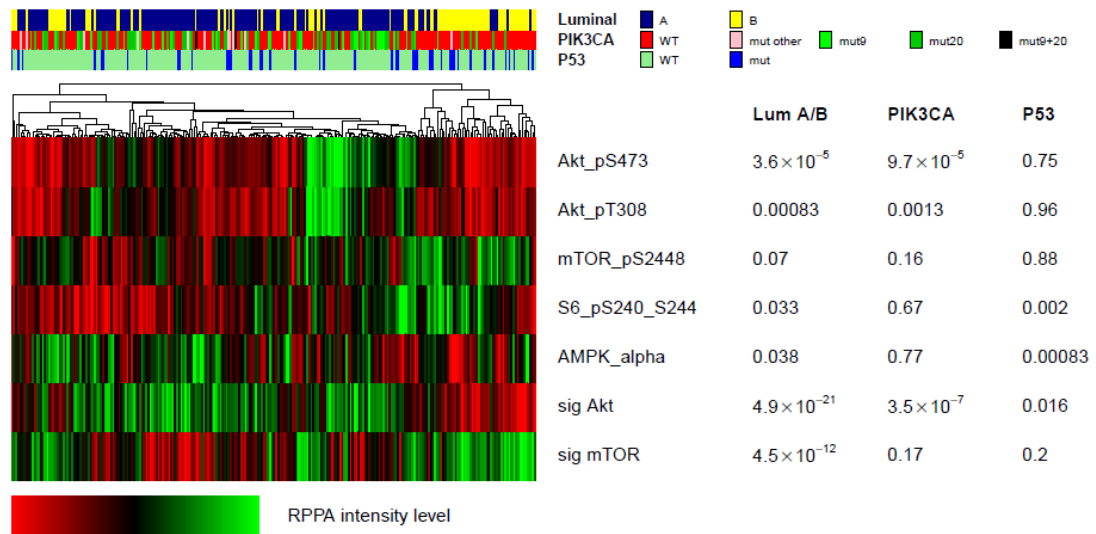 Luminal A B
PIK3CA WT mut other mut9 mut20 mut9+20
P53 WT mut
Lum A/B PIK3CA P53
Akt_pS473 3.6×10⁻⁵ 9.7×10⁻⁵ 0.75
Akt_pT308 0.00083 0.0013 0.96
mTOR_pS2448 0.07 0.16 0.88
S6_pS240_S244 0.033 0.67 0.002
AMPK_alpha 0.038 0.77 0.00083
sig Akt 4.9×10⁻²¹ 3.5×10⁻⁷ 0.016
sig mTOR 4.5×10⁻¹² 0.17 0.2
RPPA intensity level